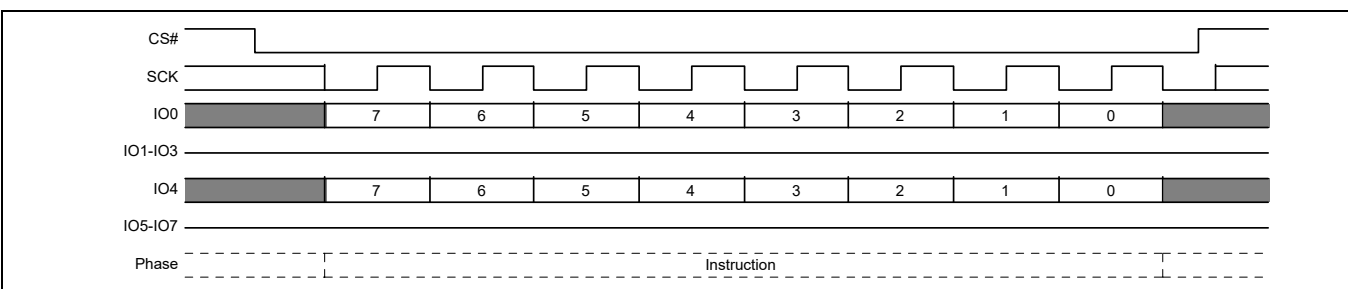 CS#
SCK
IO0 7 6 5 4 3 2 1 0
IO1-IO3
IO4 7 6 5 4 3 2 1 0
IO5-IO7
Phase Instruction